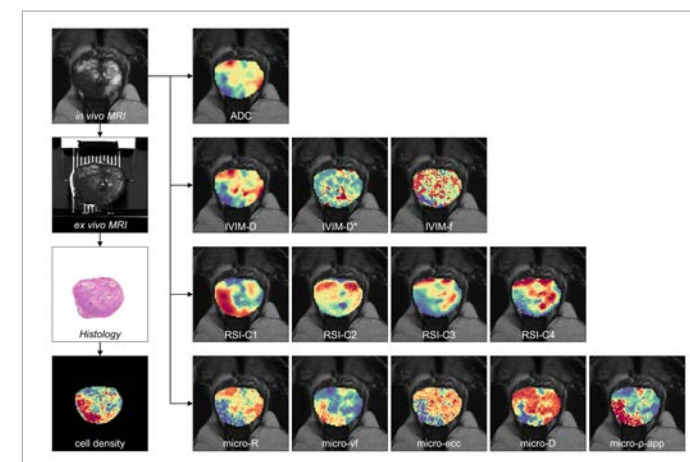 in vivo MRI
ADC
ex vivo MRI
IVIM-D
IVIM-D*
IVIM-f
Histology
RSI-C1
RSI-C2
RSI-C3
RSI-C4
cell density
micro-R
micro-vf
micro-ecc
micro-D
micro-ρ-app